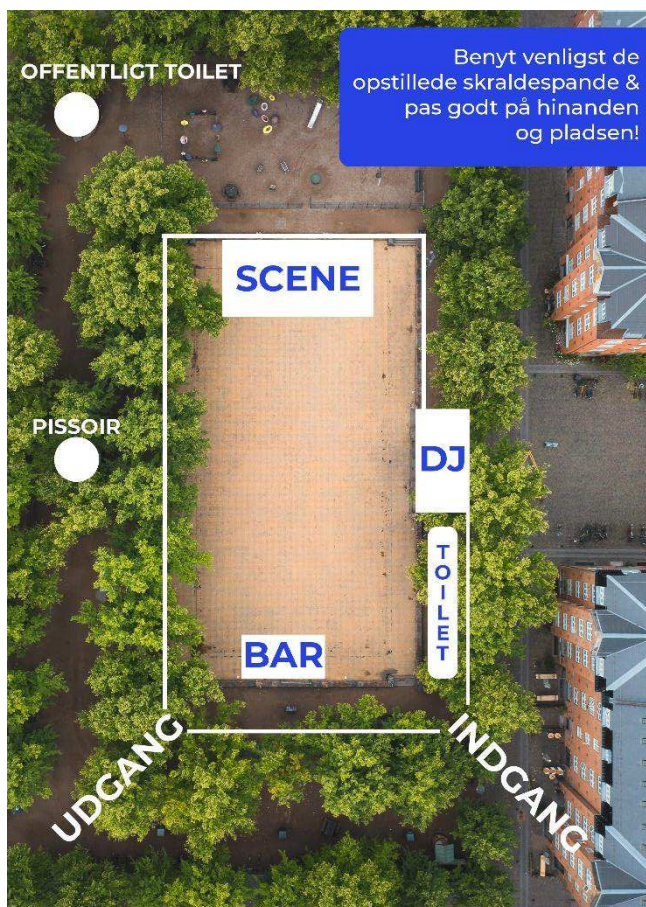 OFFENTLIGT TOILET
Benyt venligst de
opstillede skraldespande &
pas godt på hinanden
og pladsen!
SCENE
PISSOIR
DJ
TOILET
BAR
UDGANG
INDGANG